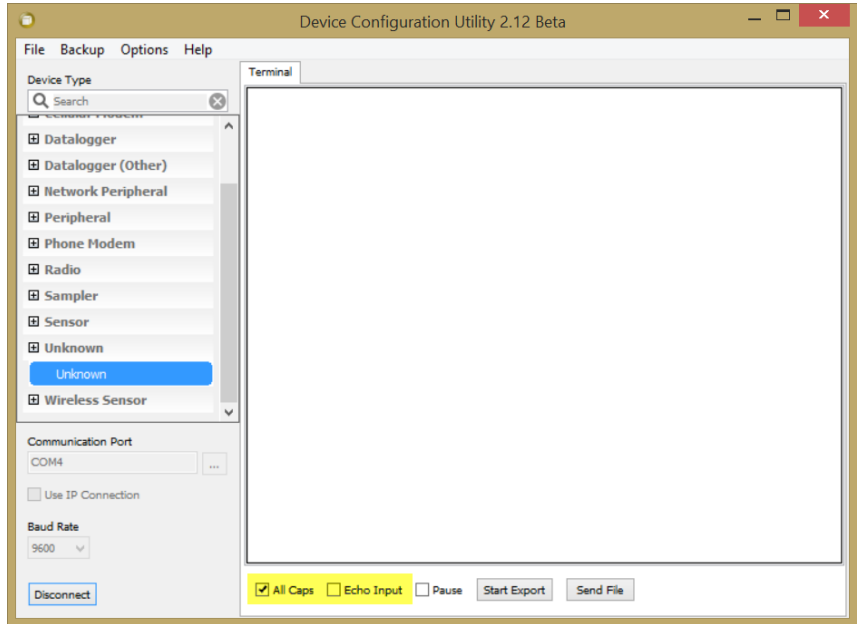 Device Configuration Utility 2.12 Beta
File Backup Options Help
Device Type
Search
Terminal
Datalogger
Datalogger (Other)
Network Peripheral
Peripheral
Phone Modem
Radio
Sampler
Sensor
Unknown
Unknown
Wireless Sensor
Communication Port
COM4
...
Use IP Connection
Baud Rate
9600
Disconnect
All Caps Echo Input Pause Start Export Send File